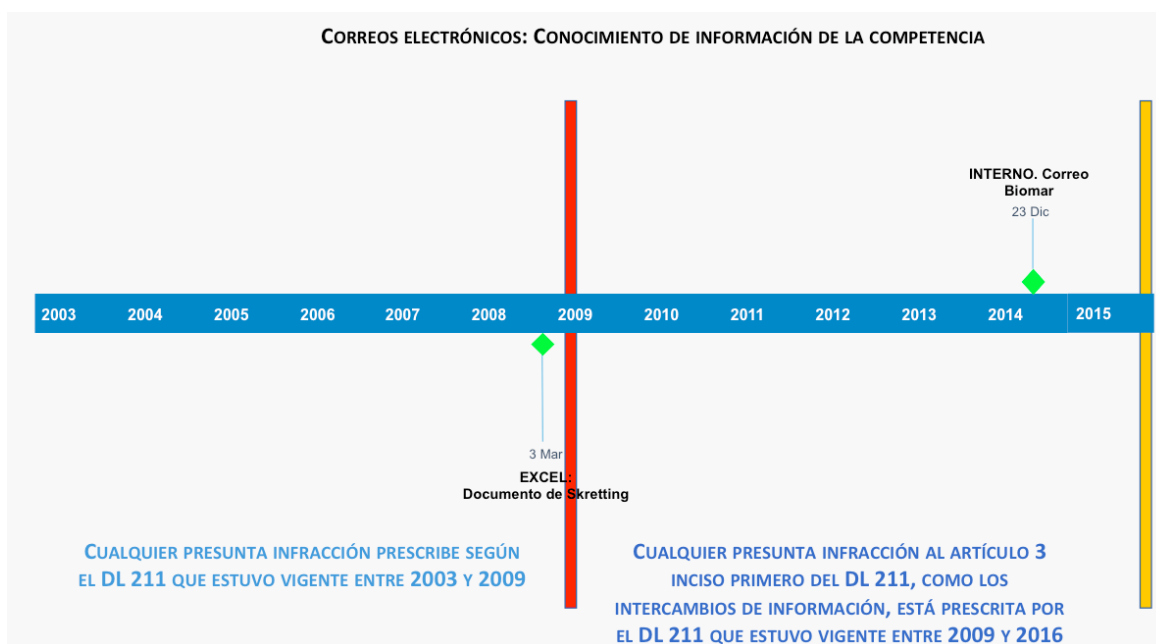 CORREOS ELECTRÓNICOS: CONOCIMIENTO DE INFORMACIÓN DE LA COMPETENCIA
INTERNO. Correo
Biomar
23 Dic
2003 2004 2005 2006 2007 2008 2009 2010 2011 2012 2013 2014 2015
3 Mar
EXCEL:
Documento de Skretting
CUALQUIER PRESUNTA INFRACCIÓN PRESCRIBE SEGÚN
EL DL 211 QUE ESTUVO VIGENTE ENTRE 2003 Y 2009
CUALQUIER PRESUNTA INFRACCIÓN AL ARTÍCULO 3
INCISO PRIMERO DEL DL 211, COMO LOS
INTERCAMBIOS DE INFORMACIÓN, ESTÁ PRESCRITA POR
EL DL 211 QUE ESTUVO VIGENTE ENTRE 2009 Y 2016